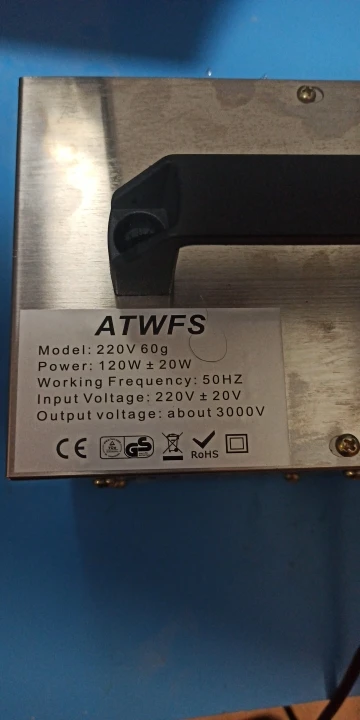 ATWFS
Model: 220V 60g
Power: 120W ± 20W
Working Frequency: 50HZ
Input Voltage: 220V ± 20V
Output voltage: about 3000V
CE GS RoHS